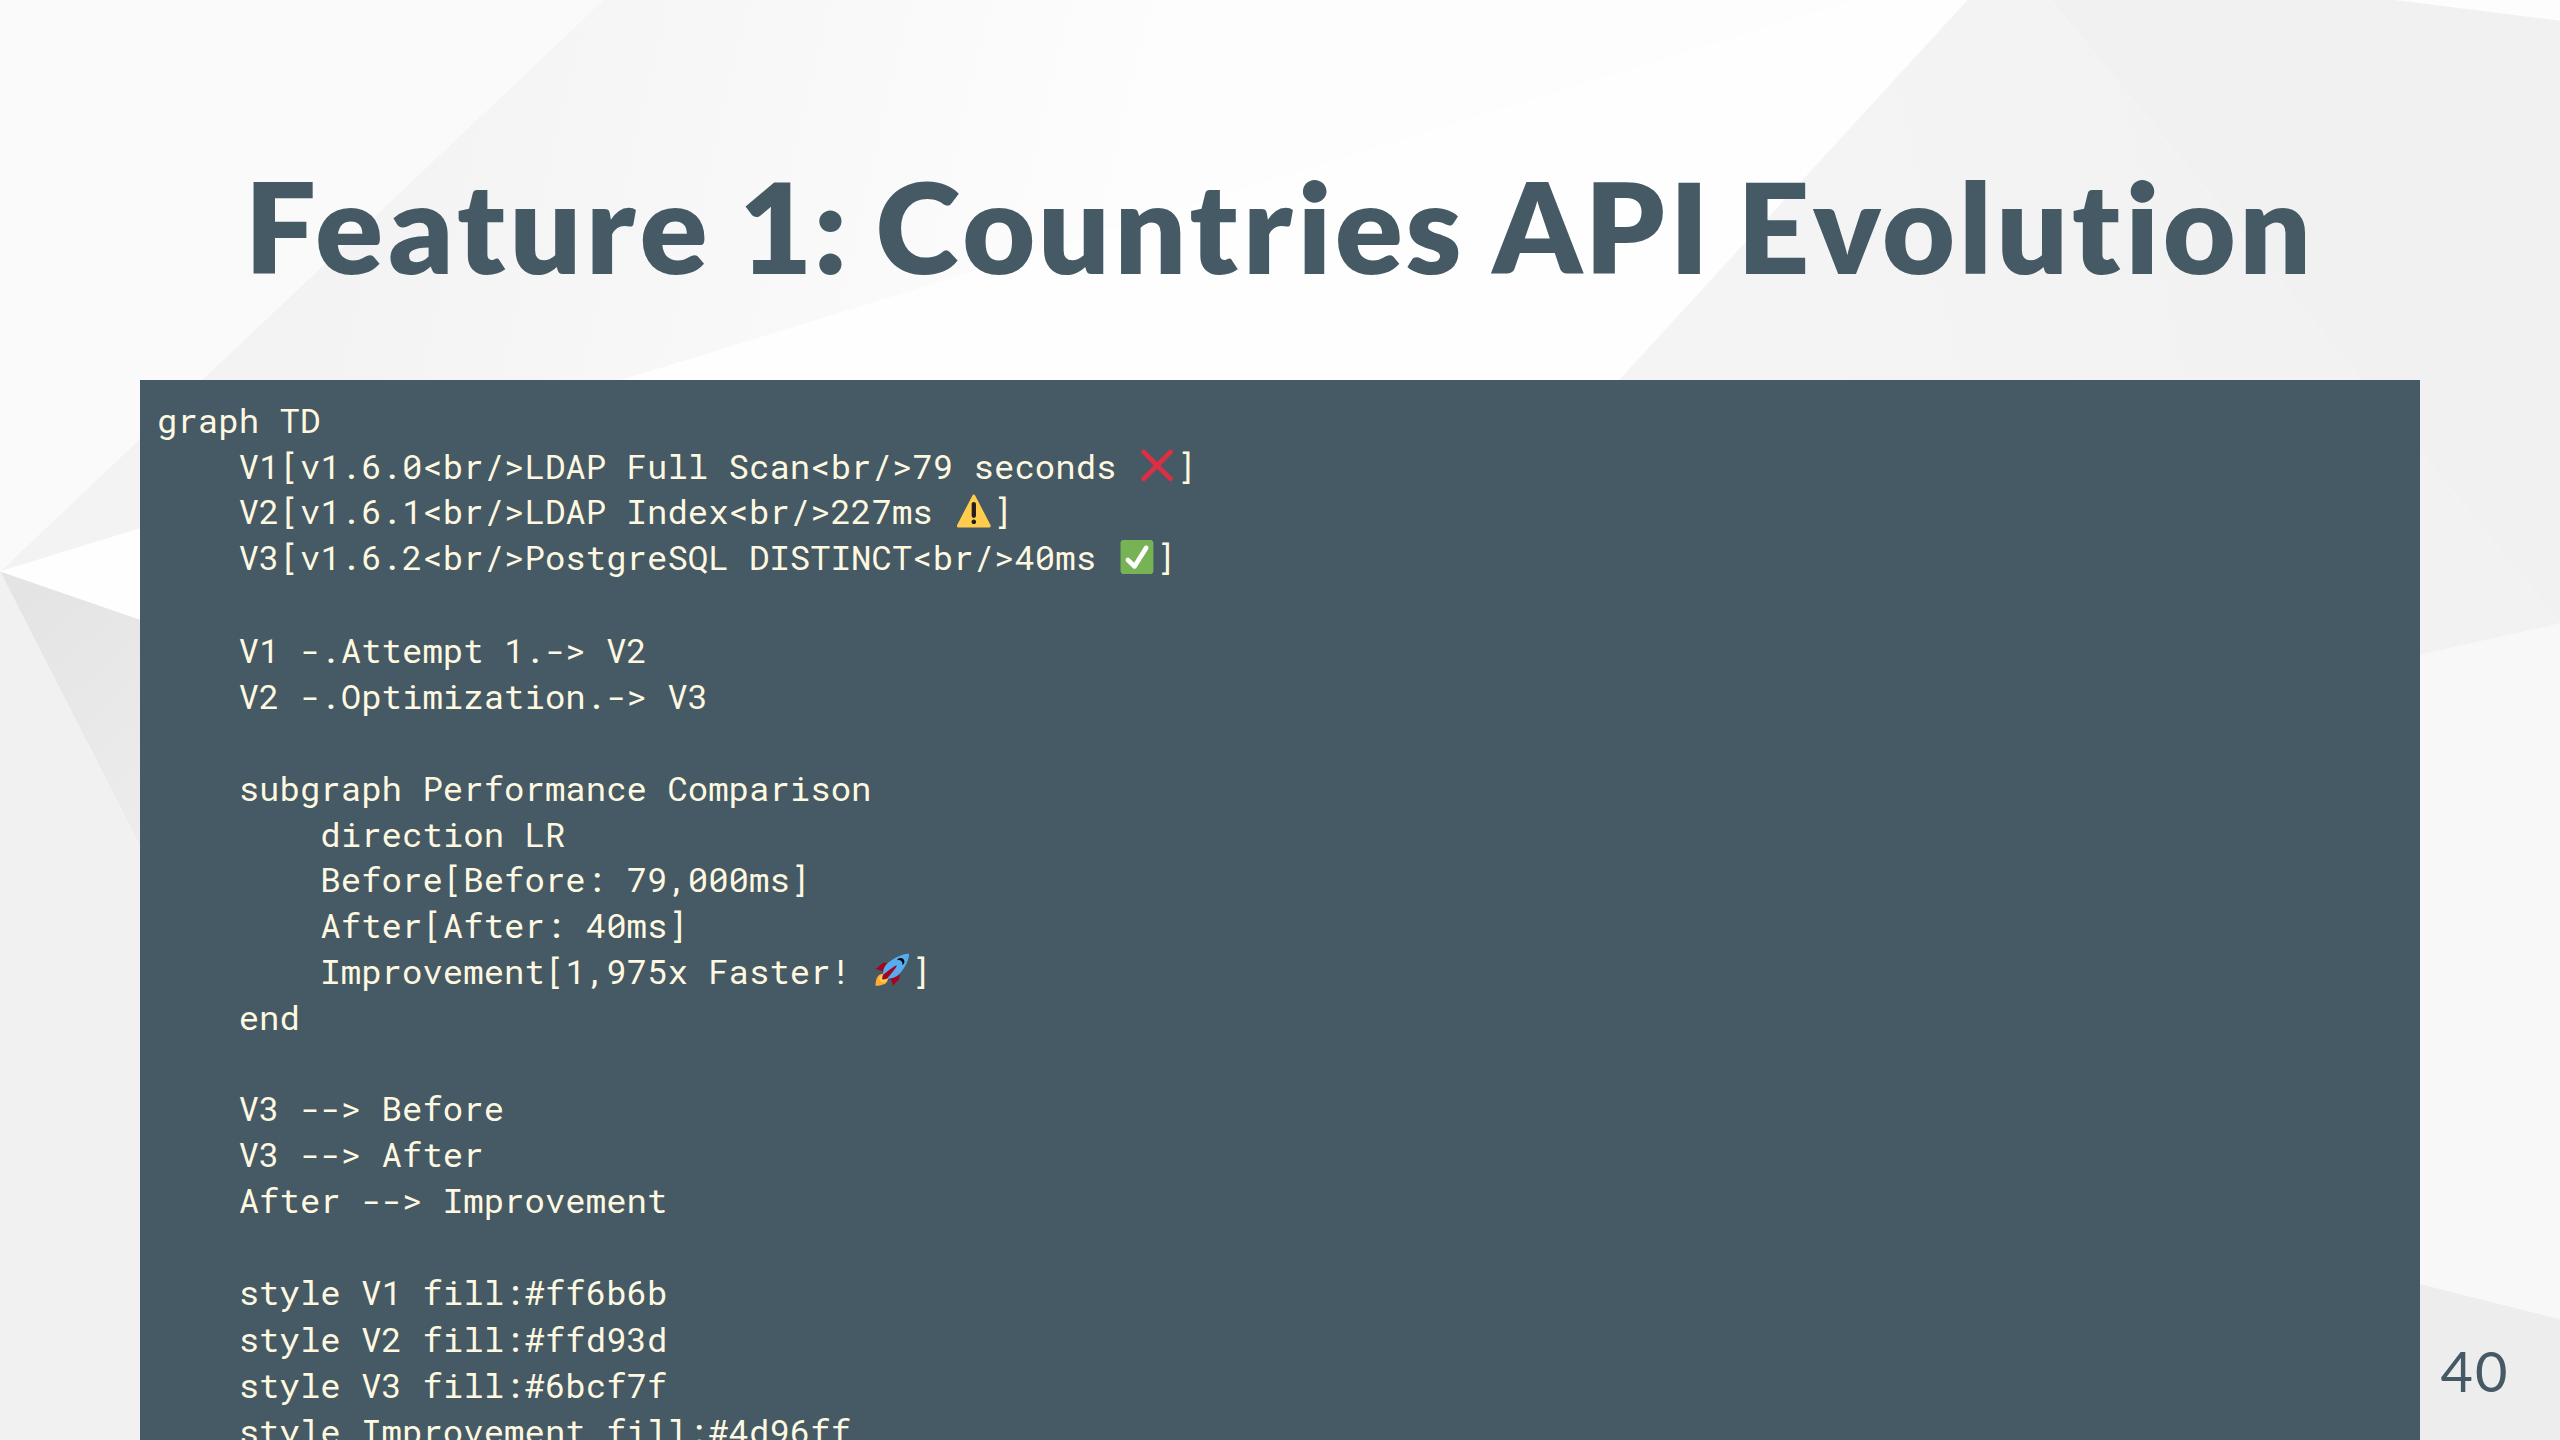 Feature 1: Countries API Evolution
graph TD
    V1[v1.6.0<br/>LDAP Full Scan<br/>79 seconds ❌]
    V2[v1.6.1<br/>LDAP Index<br/>227ms ⚠️]
    V3[v1.6.2<br/>PostgreSQL DISTINCT<br/>40ms ✅]

    V1 -.Attempt 1.-> V2
    V2 -.Optimization.-> V3

    subgraph Performance Comparison
        direction LR
        Before[Before: 79,000ms]
        After[After: 40ms]
        Improvement[1,975x Faster! 🚀]
    end

    V3 --> Before
    V3 --> After
    After --> Improvement

    style V1 fill:#ff6b6b
    style V2 fill:#ffd93d
    style V3 fill:#6bcf7f
    style Improvement fill:#4d96ff
40